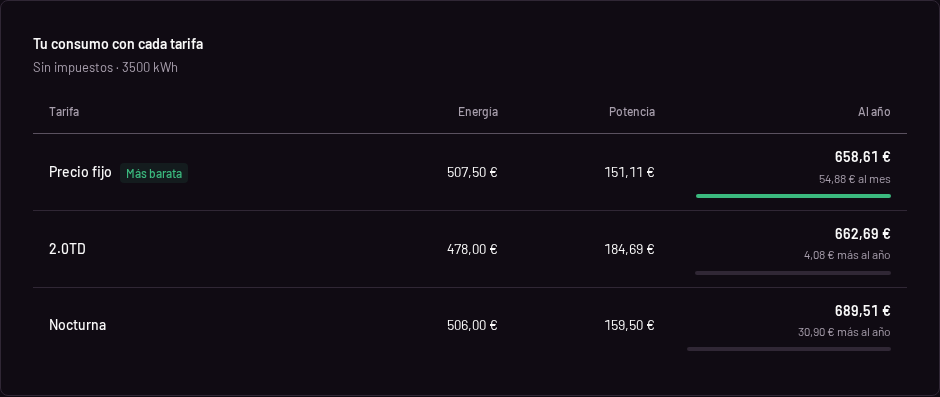 Tu consumo con cada tarifa
Sin impuestos · 3500 kWh
Tarifa Energía Potencia Al año
Precio fijo Más barata 507,50 € 151,11 € 658,61 €
54,88 € al mes
2.0TD 478,00 € 184,69 € 662,69 €
4,08 € más al año
Nocturna 506,00 € 159,50 € 689,51 €
30,90 € más al año